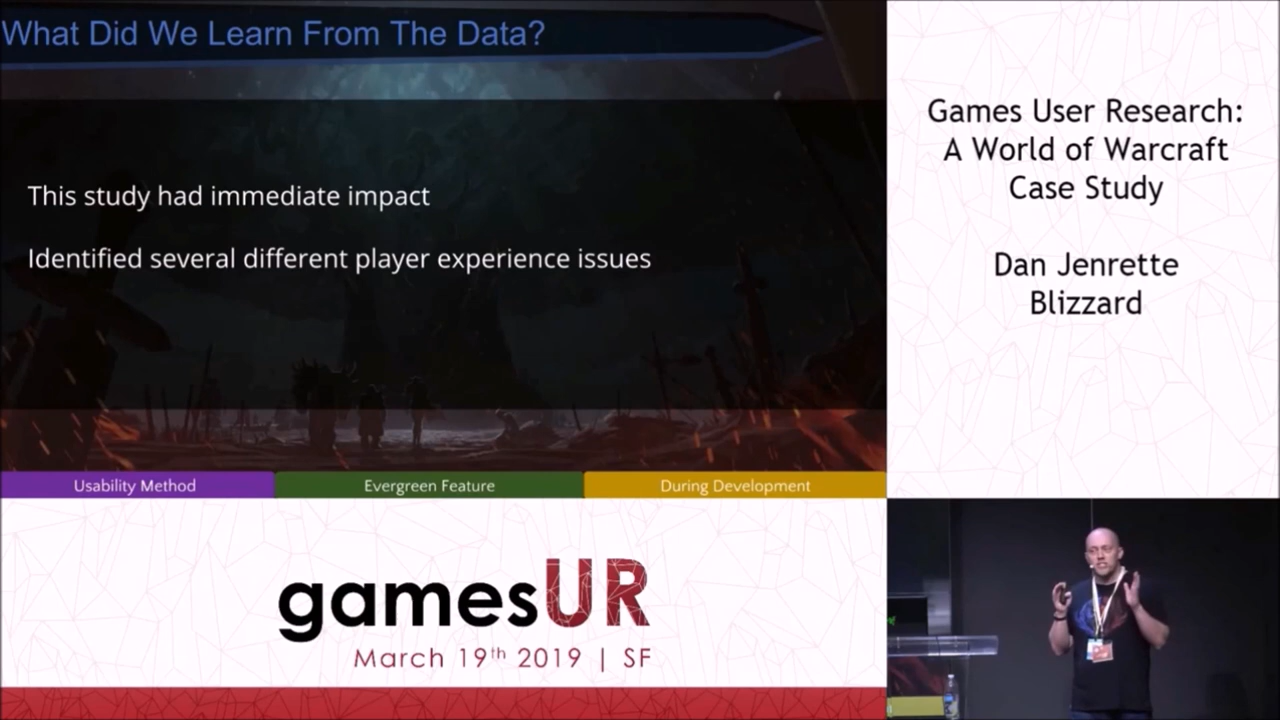 What Did We Learn From The Data?
This study had immediate impact
Identified several different player experience issues
Usability Method
Evergreen Feature
During Development
Games User Research:
A World of Warcraft
Case Study
Dan Jenrette
Blizzard
gamesUR
March 19th 2019 | SF